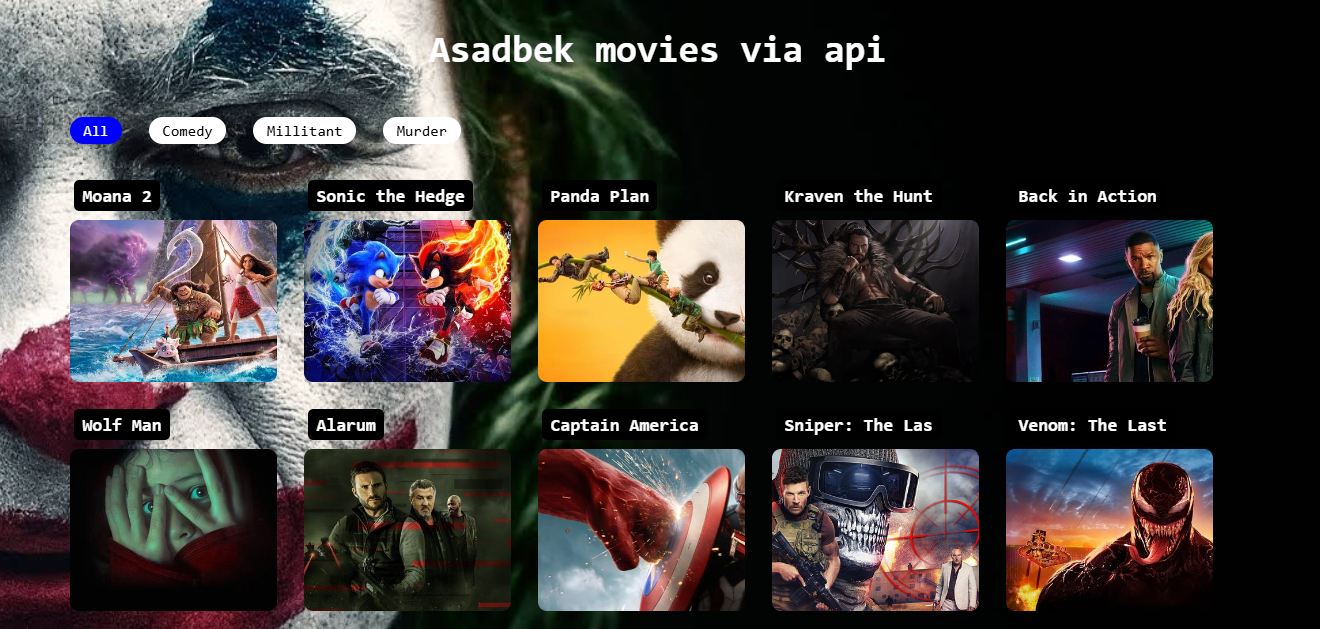 Asadbek movies via api
All
Comedy
Millitant
Murder
Moana 2
Sonic the Hedge
Panda Plan
Kraven the Hunt
Back in Action
Wolf Man
Alarum
Captain America
Sniper: The Las
Venom: The Last